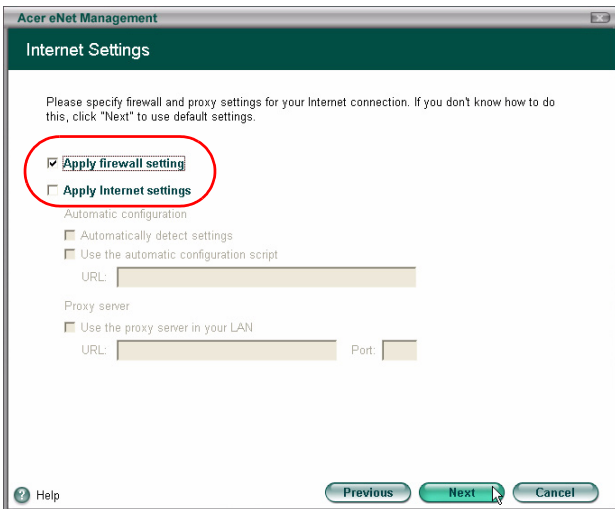 Acer eNet Management
Internet Settings
Please specify firewall and proxy settings for your Internet connection. If you don't know how to do
this, click "Next" to use default settings.
Apply firewall setting
Apply Internet settings
Automatic configuration
Automatically detect settings
Use the automatic configuration script
URL:
Proxy server
Use the proxy server in your LAN
URL: Port:
? Help Previous Next Cancel